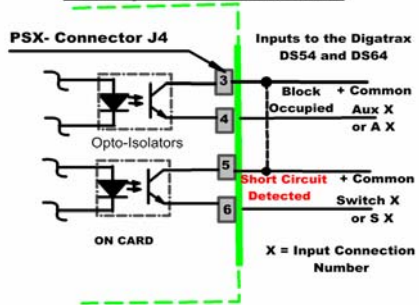 PSX- Connector J4
Inputs to the Digatrax
DS54 and DS64
3
Block
Occupied
+ Common
Aux X
or A X
4
Opto-Isolators
5
Short Circuit
Detected
+ Common
Switch X
or S X
6
ON CARD
X = Input Connection
Number